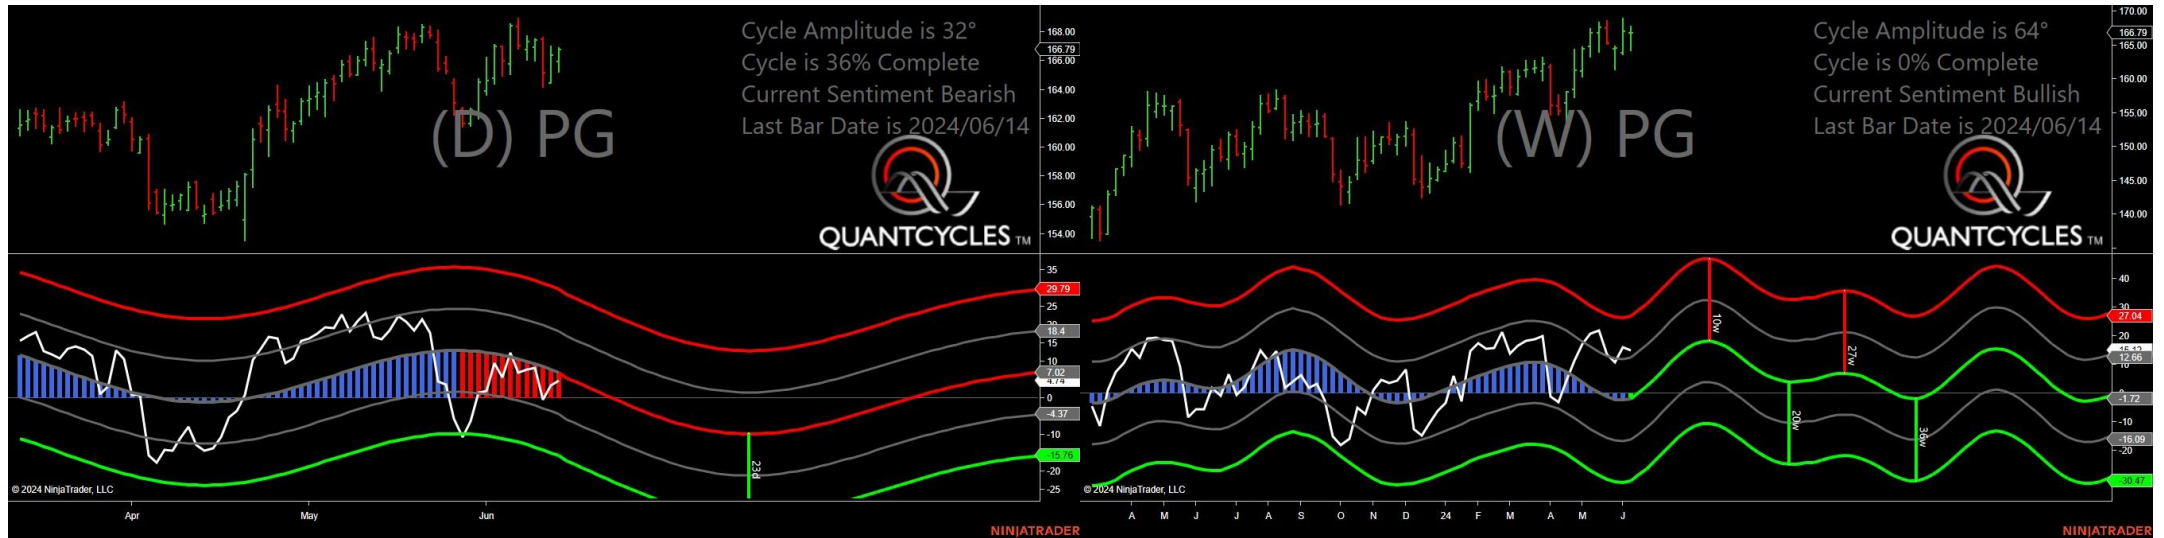 Cycle Amplitude is 32°
Cycle is 36% Complete
Current Sentiment Bearish
Last Bar Date is 2024/06/14
(D) PG
QUANTCYCLES TM
168.00
166.79
166.00
164.00
162.00
160.00
158.00
156.00
154.00
35
29.79
25
18.4
15
10
7.02
4.74
0
-4.37
-10
-15.76
-20
-25
23d
© 2024 NinjaTrader, LLC
Apr May Jun
NINJATRADER
Cycle Amplitude is 64°
Cycle is 0% Complete
Current Sentiment Bullish
Last Bar Date is 2024/06/14
(W) PG
QUANTCYCLES TM
170.00
166.79
165.00
160.00
155.00
150.00
145.00
140.00
40
30
27.04
20
12.66
10
0
-1.72
-10
-16.09
-20
-30.47
10w
27w
20w
36w
© 2024 NinjaTrader, LLC
A M J J A S O N D 24 F M A M J
NINJATRADER